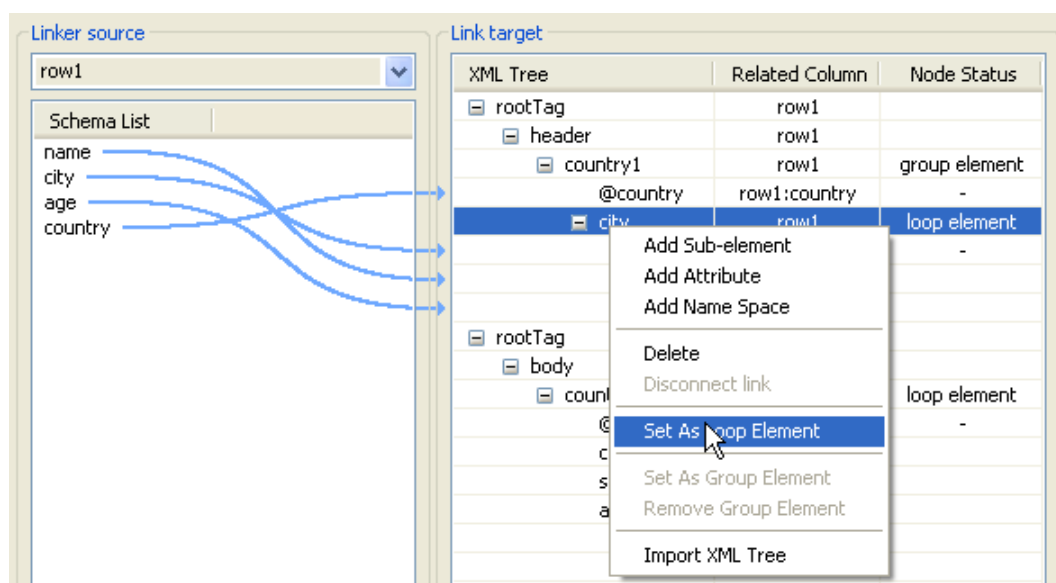 Linker source
row1
Schema List
name
city
age
country
Link target
XML Tree Related Column Node Status
rootTag row1
header row1
country1 row1 group element
@country row1:country -
city row1 loop element
-
rootTag
body
loop element
-
Add Sub-element
Add Attribute
Add Name Space
Delete
Disconnect link
Set As Loop Element
Set As Group Element
Remove Group Element
Import XML Tree